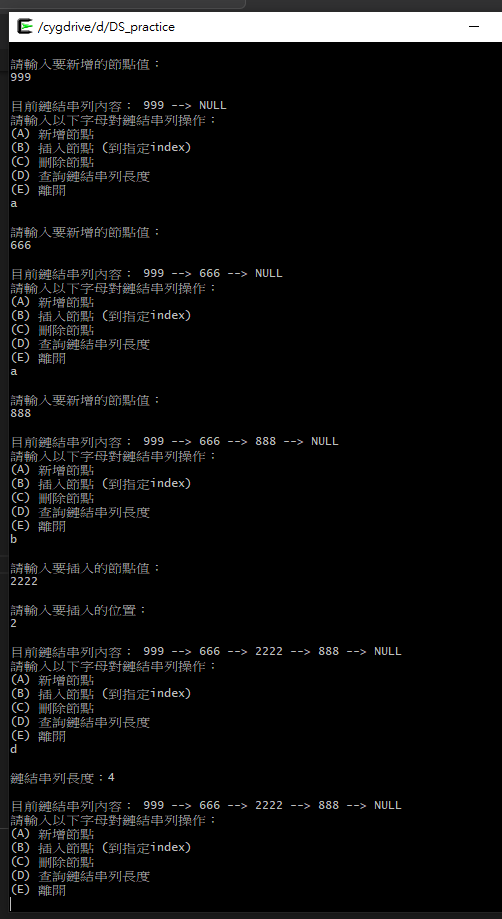 /cygdrive/d/DS_practice
請輸入要新增的節點值：
999
目前鏈結串列內容： 999 --> NULL
請輸入以下字母對鏈結串列操作：
(A) 新增節點
(B) 插入節點 (到指定index)
(C) 刪除節點
(D) 查詢鏈結串列長度
(E) 離開
a
請輸入要新增的節點值：
666
目前鏈結串列內容： 999 --> 666 --> NULL
請輸入以下字母對鏈結串列操作：
(A) 新增節點
(B) 插入節點 (到指定index)
(C) 刪除節點
(D) 查詢鏈結串列長度
(E) 離開
a
請輸入要新增的節點值：
888
目前鏈結串列內容： 999 --> 666 --> 888 --> NULL
請輸入以下字母對鏈結串列操作：
(A) 新增節點
(B) 插入節點 (到指定index)
(C) 刪除節點
(D) 查詢鏈結串列長度
(E) 離開
b
請輸入要插入的節點值：
2222
請輸入要插入的位置：
2
目前鏈結串列內容： 999 --> 666 --> 2222 --> 888 --> NULL
請輸入以下字母對鏈結串列操作：
(A) 新增節點
(B) 插入節點 (到指定index)
(C) 刪除節點
(D) 查詢鏈結串列長度
(E) 離開
d
鏈結串列長度：4
目前鏈結串列內容： 999 --> 666 --> 2222 --> 888 --> NULL
請輸入以下字母對鏈結串列操作：
(A) 新增節點
(B) 插入節點 (到指定index)
(C) 刪除節點
(D) 查詢鏈結串列長度
(E) 離開